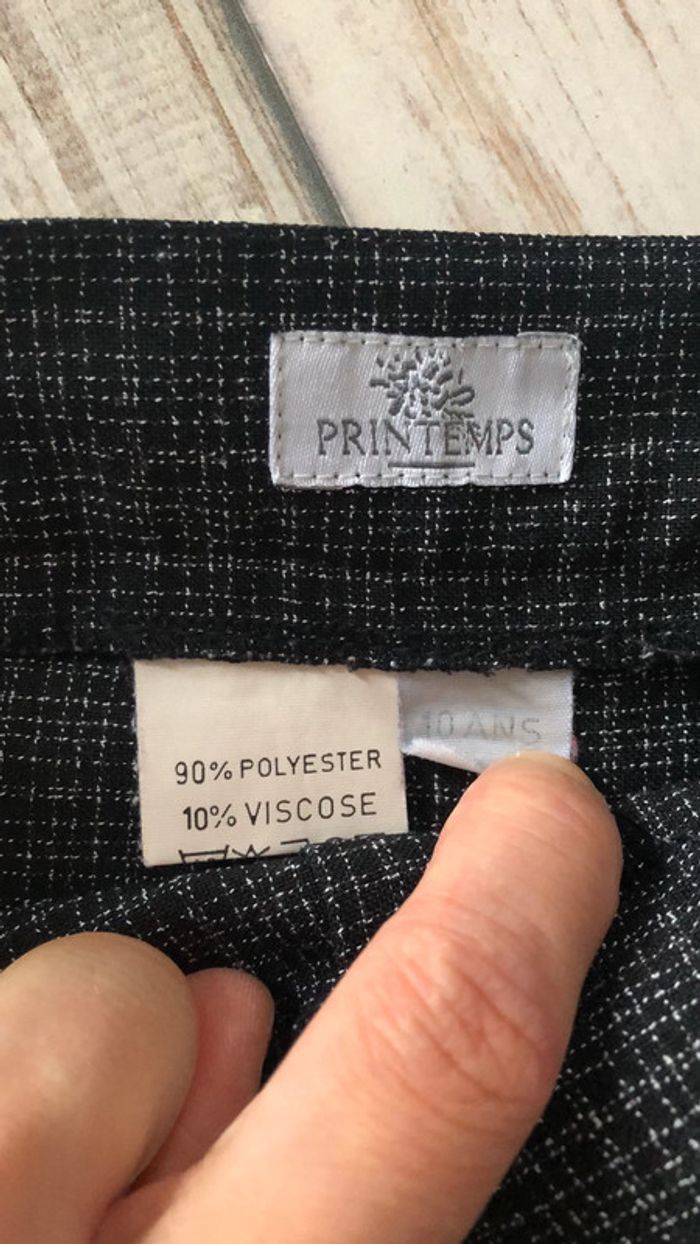 PRINTEMPS
10 ANS
90% POLYESTER
10% VISCOSE